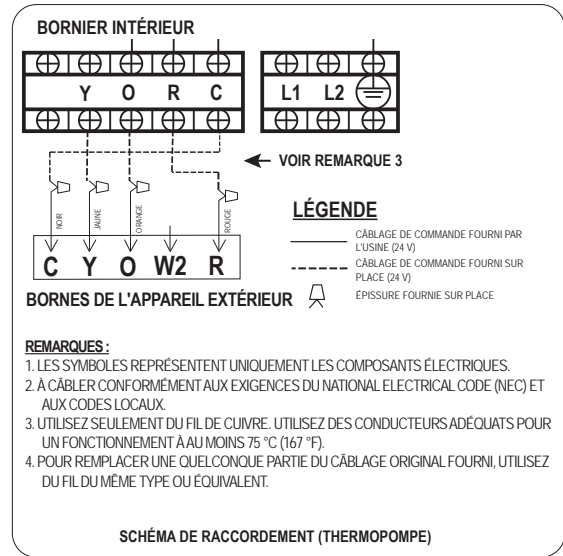 BORNIER INTÉRIEUR
Y O R C
L1 L2
VOIR REMARQUE 3
NOIR
JAUNE
ORANGE
ROUGE
C Y O W2 R
BORNES DE L'APPAREIL EXTÉRIEUR
LÉGENDE
CÂBLAGE DE COMMANDE FOURNI PAR
L'USINE (24 V)
CÂBLAGE DE COMMANDE FOURNI SUR
PLACE (24 V)
ÉPISSURE FOURNIE SUR PLACE
REMARQUES :
1. LES SYMBOLES REPRÉSENTENT UNIQUEMENT LES COMPOSANTS ÉLECTRIQUES.
2. À CÂBLER CONFORMÉMENT AUX EXIGENCES DU NATIONAL ELECTRICAL CODE (NEC) ET
AUX CODES LOCAUX.
3. UTILISEZ SEULEMENT DU FIL DE CUIVRE. UTILISEZ DES CONDUCTEURS ADÉQUATS POUR
UN FONCTIONNEMENT À AU MOINS 75 °C (167 °F).
4. POUR REMPLACER UNE QUELCONQUE PARTIE DU CÂBLAGE ORIGINAL FOURNI, UTILISEZ
DU FIL DU MÊME TYPE OU ÉQUIVALENT.
SCHÉMA DE RACCORDEMENT (THERMOPOMPE)